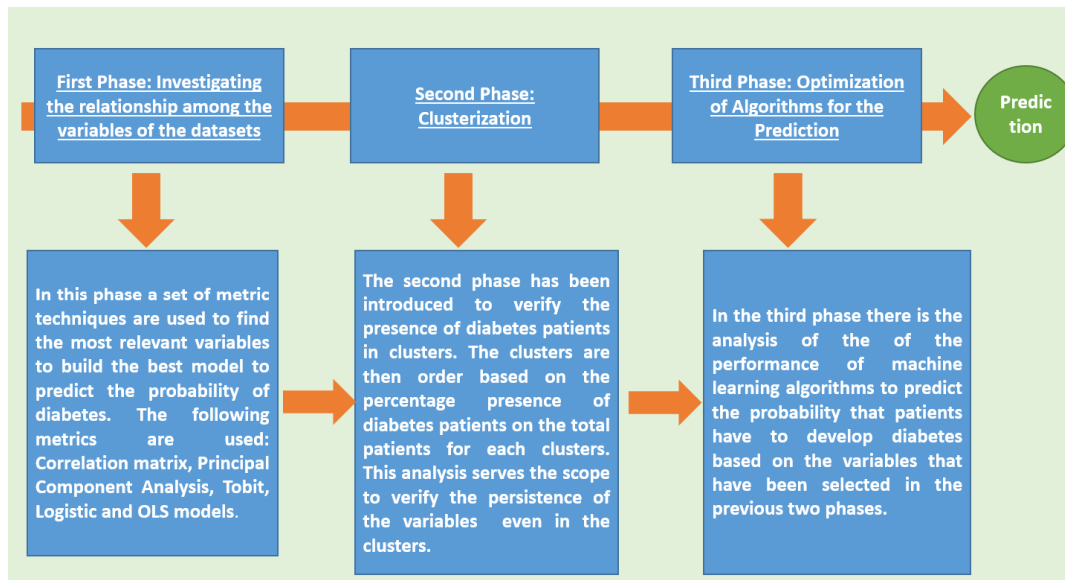 First Phase: Investigating
the relationship among the
variables of the datasets
Second Phase:
Clusterization
Third Phase: Optimization
of Algorithms for the
Prediction
Predic
tion
In this phase a set of metric
techniques are used to find
the most relevant variables
to build the best model to
predict the probability of
diabetes. The following
metrics are used:
Correlation matrix, Principal
Component Analysis, Tobit,
Logistic and OLS models.
The second phase has been
introduced to verify the
presence of diabetes patients
in clusters. The clusters are
then order based on the
percentage presence of
diabetes patients on the total
patients for each clusters.
This analysis serves the scope
to verify the persistence of
the variables even in the
clusters.
In the third phase there is the
analysis of the of the
performance of machine
learning algorithms to predict
the probability that patients
have to develop diabetes
based on the variables that
have been selected in the
previous two phases.